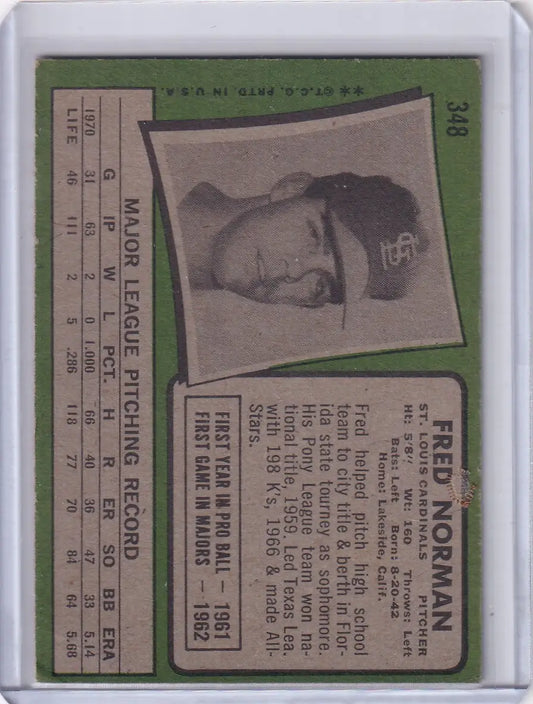 348
FRED NORMAN
ST. LOUIS CARDINALS PITCHER
Ht: 5'8" Wt: 160 Throws: Left
Bats: Left Born: 8-20-42
Home: Lakeside, Calif.
Fred helped pitch high school
team to city title & berth in Flor-
ida state tourney as sophomore.
His Pony League team won na-
tional title, 1959. Led Texas Lea.
with 198 K's, 1966 & made All-
Stars.
FIRST YEAR IN PRO BALL — 1961
FIRST GAME IN MAJORS — 1962
MAJOR LEAGUE PITCHING RECORD
G IP W L PCT. H R ER SO BB ERA
1970 31 63 2 0 1.000 66 40 36 47 33 5.14
LIFE 46 111 2 5 .286 118 77 70 84 64 5.68
**©T.C.G. PRTD. IN U.S.A.